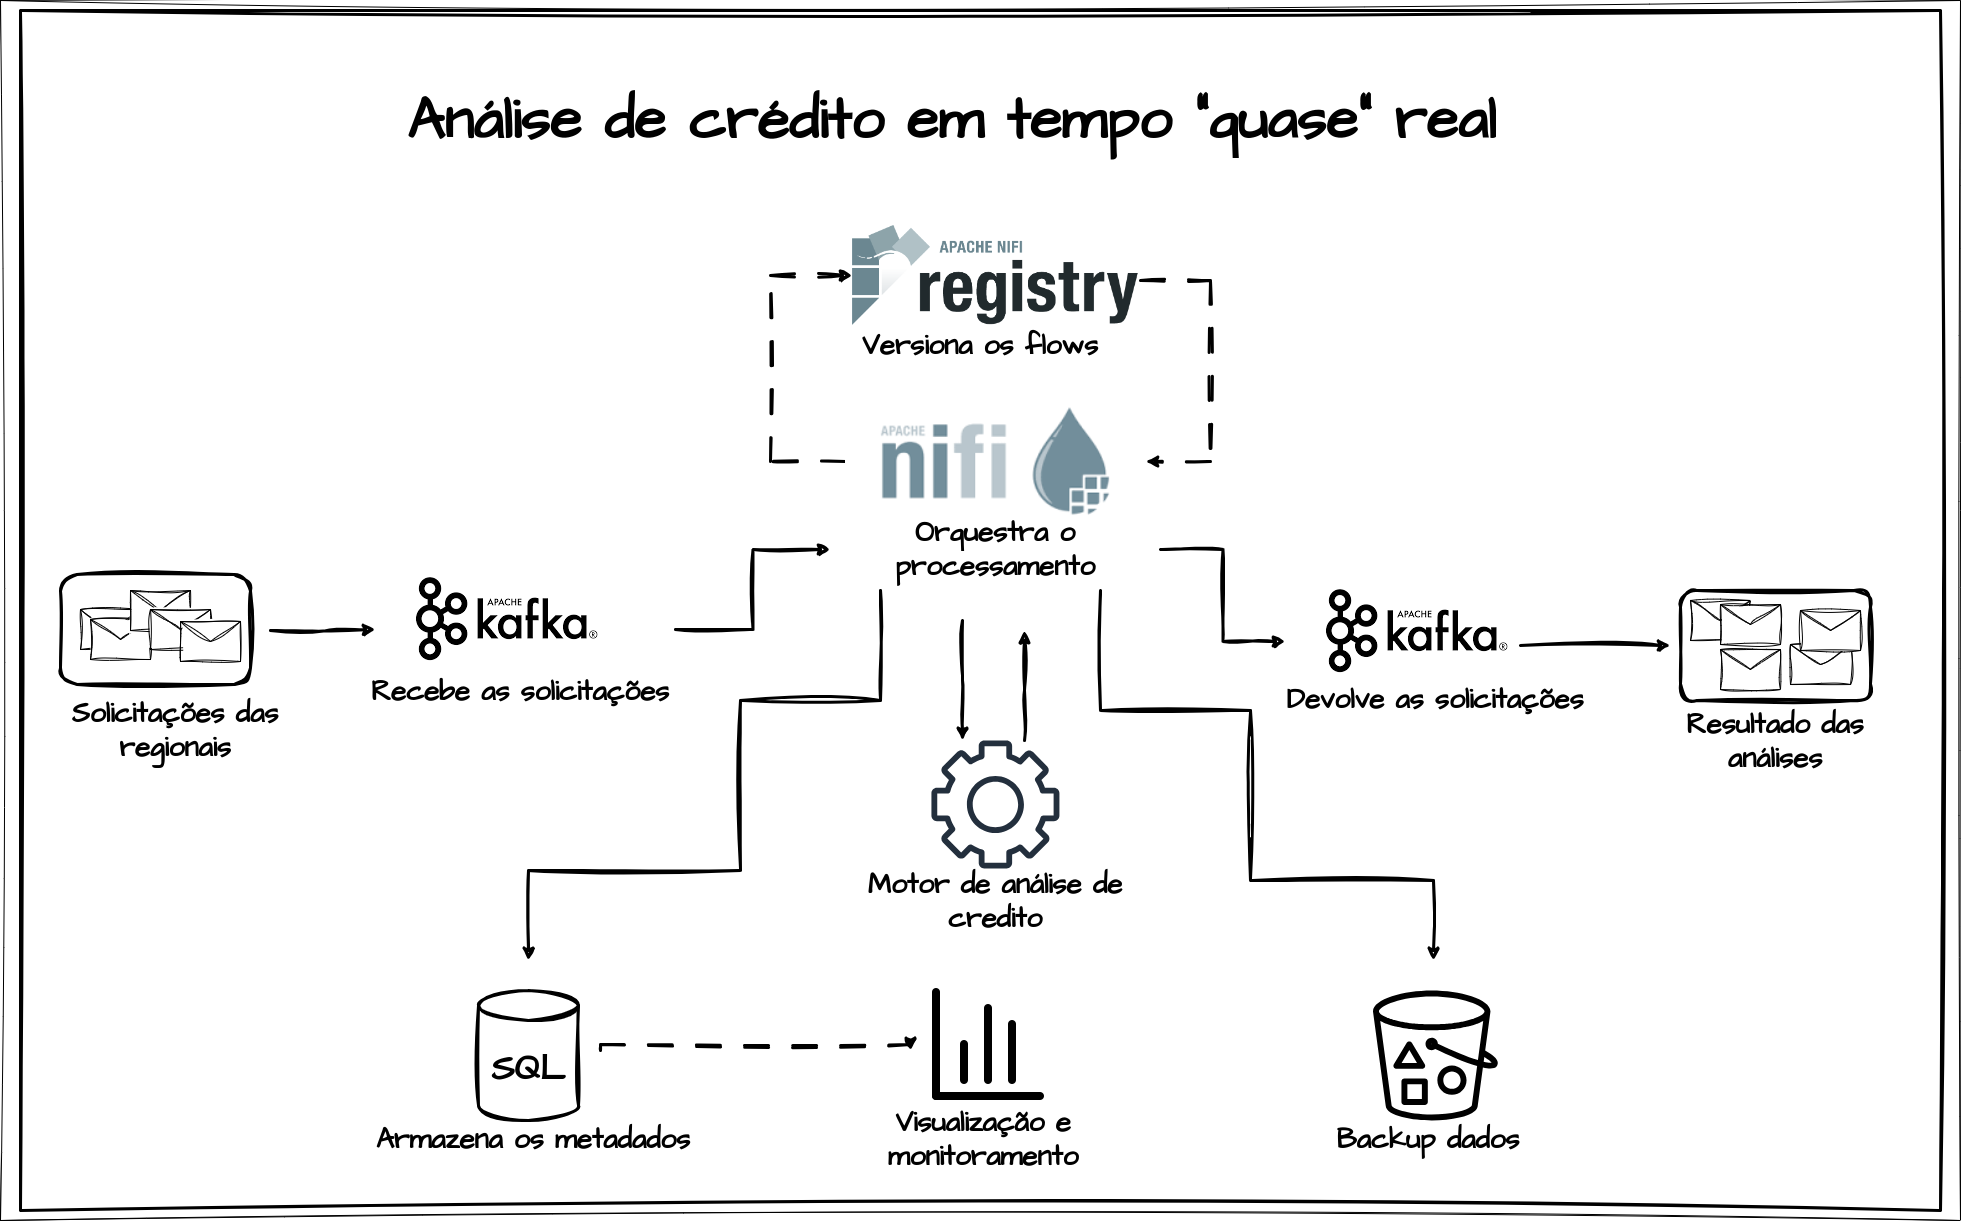 Análise de crédito em tempo "quase" real
APACHE NIFI
registry
Versiona os flows
APACHE
nifi
Orquestra o
processamento
APACHE
kafka®
Recebe as solicitações
Solicitações das
regionais
APACHE
kafka®
Devolve as solicitações
Resultado das
análises
Motor de análise de
credito
SQL
Armazena os metadados
Visualização e
monitoramento
Backup dados